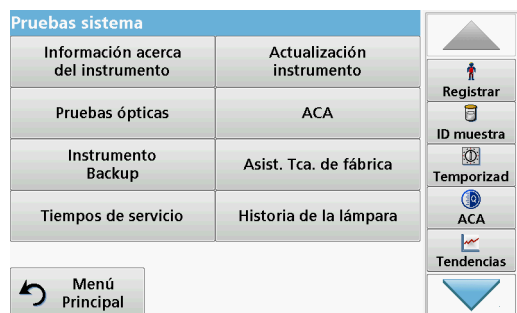 Pruebas sistema
Información acerca
del instrumento
Actualización
instrumento
Pruebas ópticas
ACA
Instrumento
Backup
Asist. Tca. de fábrica
Tiempos de servicio
Historia de la lámpara
Menú
Principal
Registrar
ID muestra
Temporizad
ACA
Tendencias